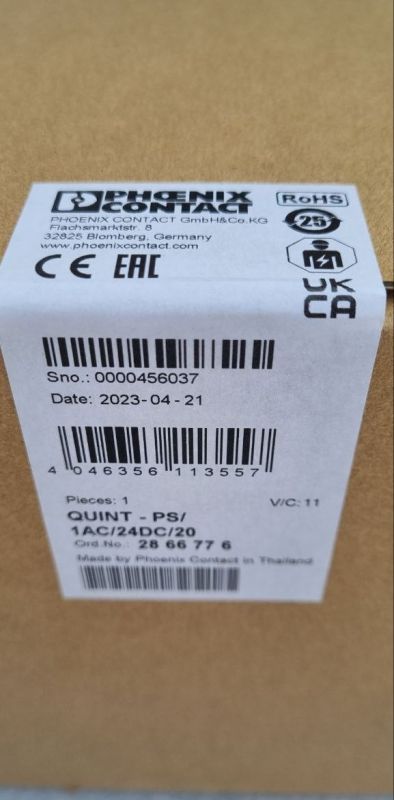 PHŒNIX
CONTACT
RoHS
PHOENIX CONTACT GmbH&Co.KG
Flachsmarktstr. 8
32825 Blomberg, Germany
www.phoenixcontact.com
25
CE EAC
UK
CA
Sno.: 0000456037
Date: 2023-04-21
4 046356 113557
Pieces: 1
V/C: 11
QUINT - PS/
1AC/24DC/20
Ord.No.: 28 66 77 6
Made by Phoenix Contact in Thailand